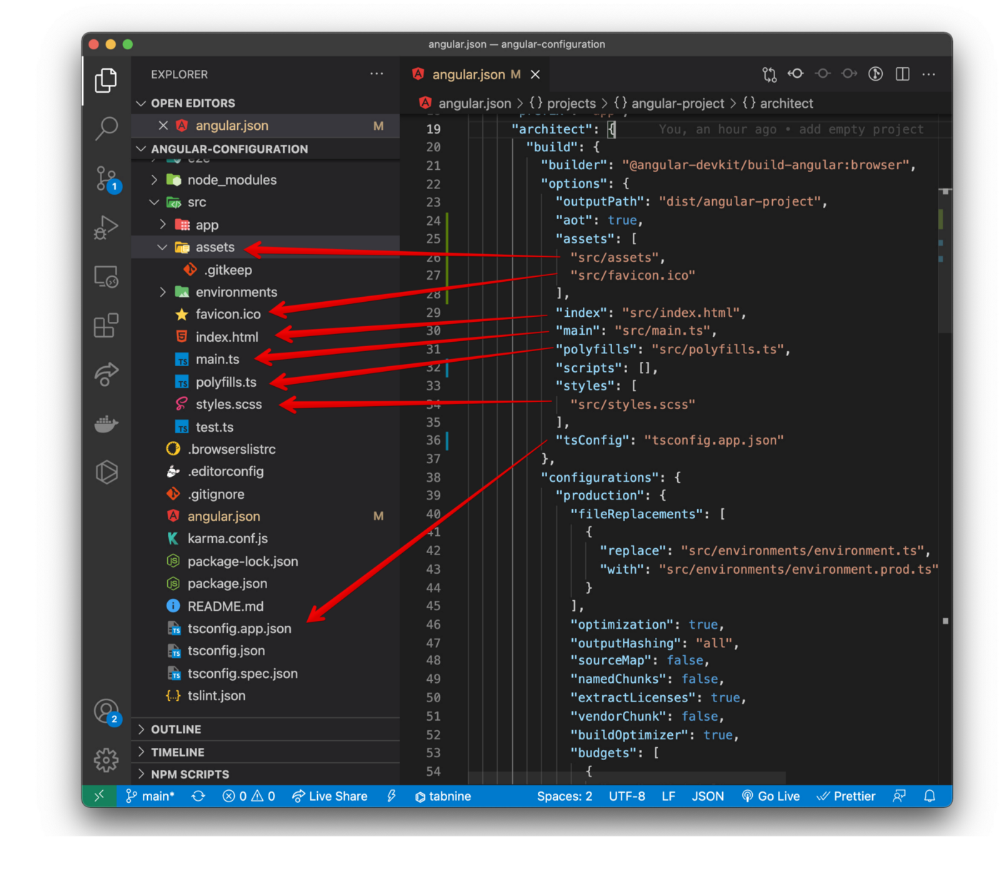 angular.json — angular-configuration
EXPLORER
angular.json M
OPEN EDITORS
angular.json > {} projects > {} angular-project > {} architect
angular.json M
ANGULAR-CONFIGURATION
e2e
node_modules
src
app
assets
.gitkeep
environments
favicon.ico
index.html
main.ts
polyfills.ts
styles.scss
test.ts
.browserslistrc
.editorconfig
.gitignore
angular.json M
karma.conf.js
package-lock.json
package.json
README.md
tsconfig.app.json
tsconfig.json
tsconfig.spec.json
{..} tslint.json
OUTLINE
TIMELINE
NPM SCRIPTS
1
2
18 "prefix": "app",
19 "architect": { You, an hour ago • add empty project
20 "build": {
21 "builder": "@angular-devkit/build-angular:browser",
22 "options": {
23 "outputPath": "dist/angular-project",
24 "aot": true,
25 "assets": [
26 "src/assets",
27 "src/favicon.ico"
28 ],
29 "index": "src/index.html",
30 "main": "src/main.ts",
31 "polyfills": "src/polyfills.ts",
32 "scripts": [],
33 "styles": [
34 "src/styles.scss"
35 ],
36 "tsConfig": "tsconfig.app.json"
37 },
38 "configurations": {
39 "production": {
40 "fileReplacements": [
41 {
42 "replace": "src/environments/environment.ts",
43 "with": "src/environments/environment.prod.ts"
44 }
45 ],
46 "optimization": true,
47 "outputHashing": "all",
48 "sourceMap": false,
49 "namedChunks": false,
50 "extractLicenses": true,
51 "vendorChunk": false,
52 "buildOptimizer": true,
53 "budgets": [
54 {
main* 0 0 Live Share tabnine Spaces: 2 UTF-8 LF JSON Go Live Prettier